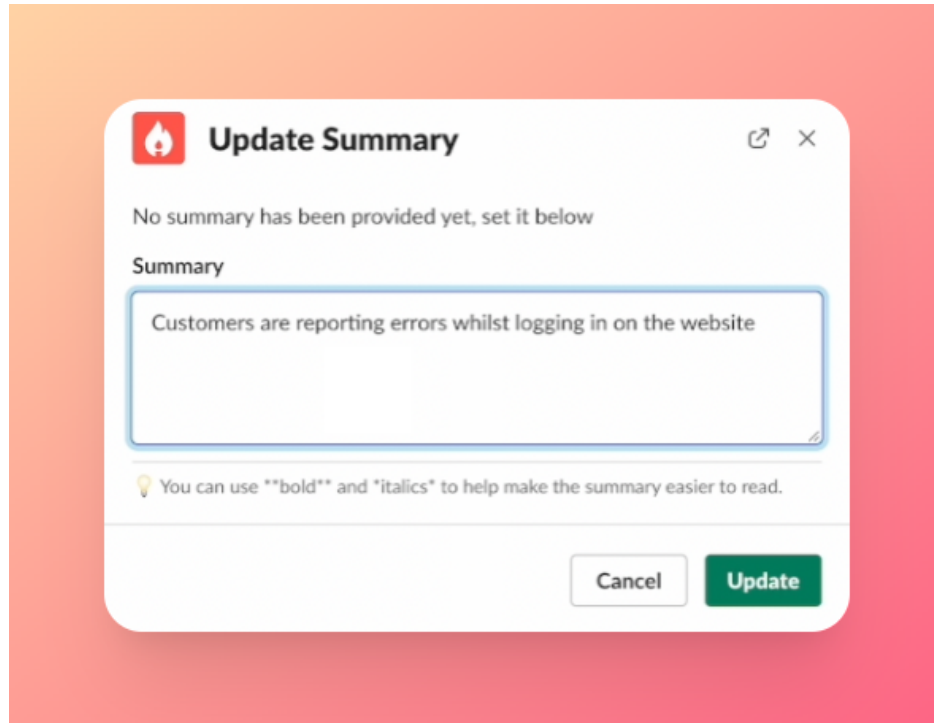 Update Summary
No summary has been provided yet, set it below
Summary
Customers are reporting errors whilst logging in on the website
💡 You can use **bold** and *italics* to help make the summary easier to read.
Cancel
Update